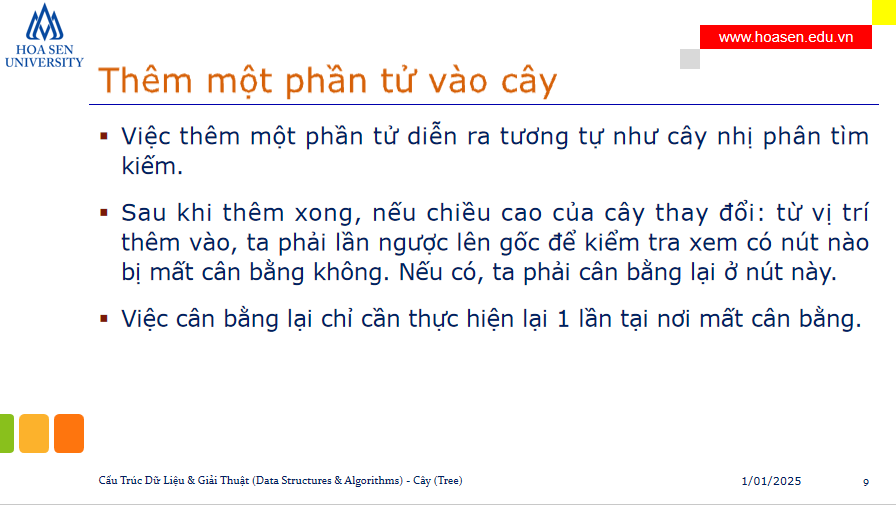 HOA SEN
UNIVERSITY
www.hoasen.edu.vn
Thêm một phần tử vào cây
▪ Việc thêm một phần tử diễn ra tương tự như cây nhị phân tìm
kiếm.
▪ Sau khi thêm xong, nếu chiều cao của cây thay đổi: từ vị trí
thêm vào, ta phải lần ngược lên gốc để kiểm tra xem có nút nào
bị mất cân bằng không. Nếu có, ta phải cân bằng lại ở nút này.
▪ Việc cân bằng lại chỉ cần thực hiện lại 1 lần tại nơi mất cân bằng.
Cấu Trúc Dữ Liệu & Giải Thuật (Data Structures & Algorithms) - Cây (Tree)
1/01/2025
9